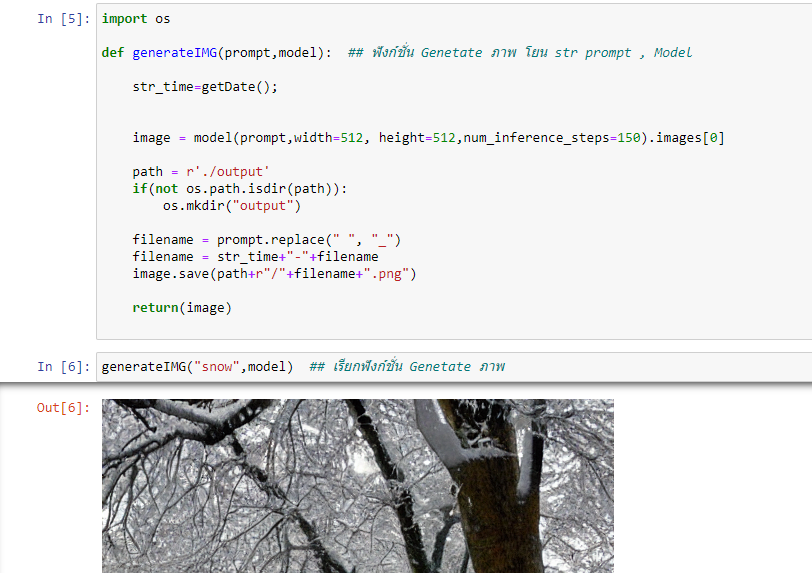 In [5]: import os
def generateIMG(prompt,model):  ## ฟังก์ชั่น Genetate ภาพ โยน str prompt , Model
str_time=getDate();
image = model(prompt,width=512, height=512,num_inference_steps=150).images[0]
path = r'./output'
if(not os.path.isdir(path)):
os.mkdir("output")
filename = prompt.replace(" ", "_")
filename = str_time+"-"+filename
image.save(path+r"/"+filename+".png")
return(image)
In [6]: generateIMG("snow",model)  ## เรียกฟังก์ชั่น Genetate ภาพ
Out[6]: